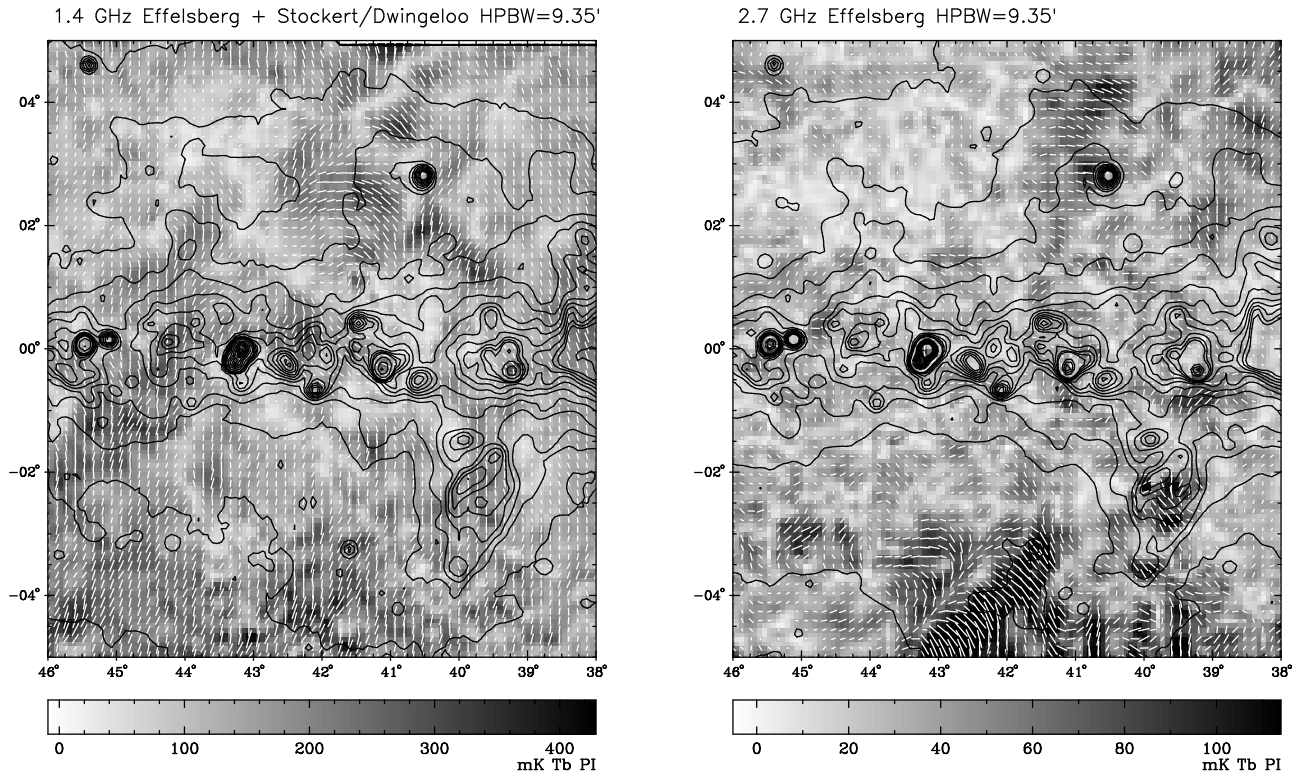 1.4 GHz Effelsberg + Stockert/Dwingeloo HPBW=9.35'
04°
02°
00°
−02°
−04°
46° 45 44 43 42 41 40 39 38°
0 100 200 300 400
mK Tb PI
2.7 GHz Effelsberg HPBW=9.35'
04°
02°
00°
−02°
−04°
46° 45 44 43 42 41 40 39 38°
0 20 40 60 80 100
mK Tb PI